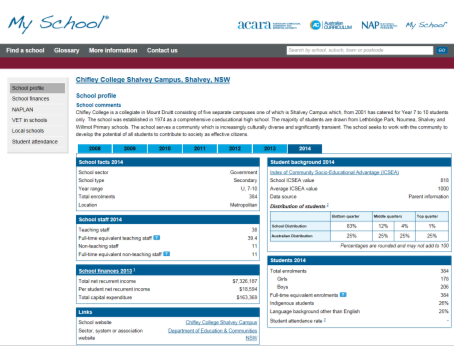 My School®
acara
Australian CURRICULUM
NAP
My School®
Find a school Glossary More information Contact us
Search by school, suburb, town or postcode
GO
Chifley College Shalvey Campus, Shalvey, NSW
School profile
School finances
NAPLAN
VET in schools
Local schools
Student attendance
School profile
School comments
Chifley College is a collegiate in Mount Druitt consisting of five separate campuses one of which is Shalvey Campus which, from 2001 has catered for Year 7 to 10 students
only. The school was established in 1974 as a comprehensive coeducational high school. The majority of students are drawn from Lethbridge Park, Noumea, Shalvey and
Willmot Primary schools. The school serves a community which is increasingly culturally diverse and significantly transient. The school seeks to work with the community to
develop the potential of all students to contribute to society as effective citizens.
2008 2009 2010 2011 2012 2013 2014
School facts 2014
School sector Government
School type Secondary
Year range U, 7-10
Total enrolments 384
Location Metropolitan
School staff 2014
Teaching staff 38
Full-time equivalent teaching staff 39.4
Non-teaching staff 11
Full-time equivalent non-teaching staff 11
School finances 2013
Total net recurrent income $7,326,187
Per student net recurrent income $18,594
Total capital expenditure $163,369
Links
School website Chifley College Shalvey Campus
Sector, system or association website Department of Education & Communities NSW
Student background 2014
Index of Community Socio-Educational Advantage (ICSEA)
School ICSEA value 818
Average ICSEA value 1000
Data source Parent information
Distribution of students
Bottom quarter Middle quarters Top quarter
School Distribution 83% 12% 4% 1%
Australian Distribution 25% 25% 25% 25%
Percentages are rounded and may not add to 100
Students 2014
Total enrolments 384
Girls 178
Boys 206
Full-time equivalent enrolments 384
Indigenous students 26%
Language background other than English 25%
Student attendance rate -